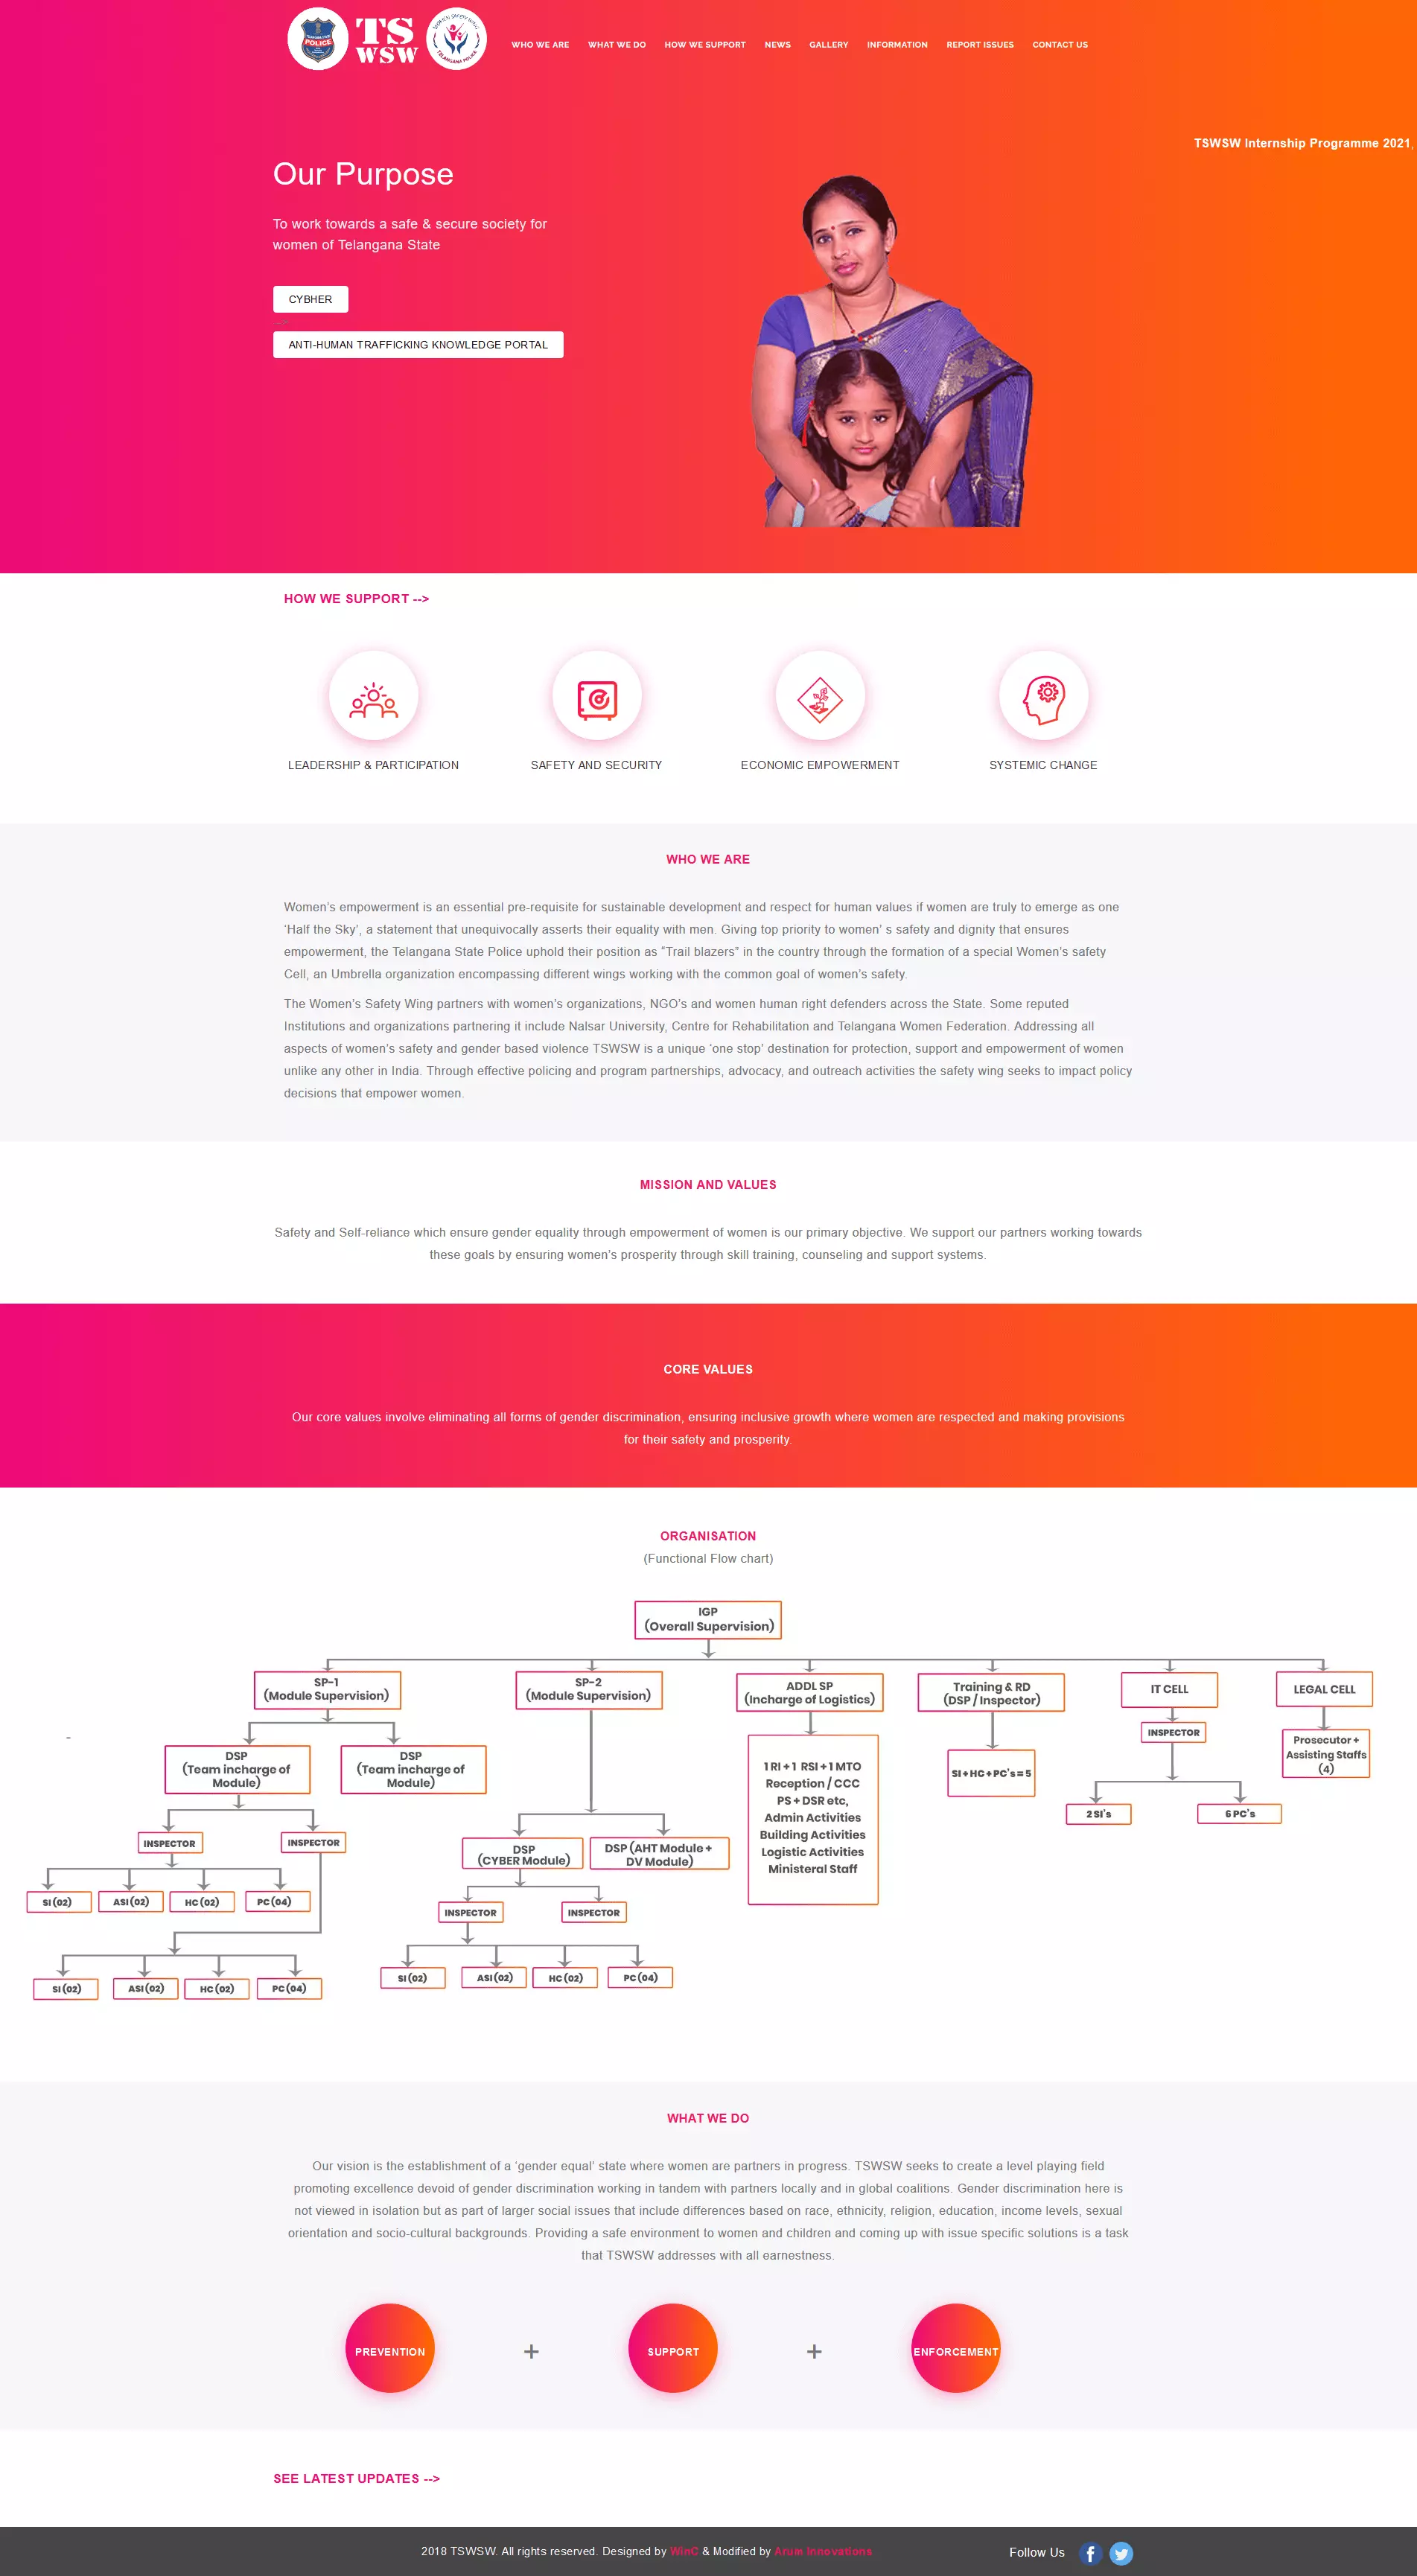 POLICE
TS
WSW
WOMEN SAFETY WING
TELANGANA POLICE
WHO WE ARE
WHAT WE DO
HOW WE SUPPORT
NEWS
GALLERY
INFORMATION
REPORT ISSUES
CONTACT US
TSWSW Internship Programme 2021,
Our Purpose
To work towards a safe & secure society for
women of Telangana State
CYBHER
-->
ANTI-HUMAN TRAFFICKING KNOWLEDGE PORTAL
HOW WE SUPPORT -->
LEADERSHIP & PARTICIPATION
SAFETY AND SECURITY
ECONOMIC EMPOWERMENT
SYSTEMIC CHANGE
WHO WE ARE
Women’s empowerment is an essential pre-requisite for sustainable development and respect for human values if women are truly to emerge as one
‘Half the Sky’, a statement that unequivocally asserts their equality with men. Giving top priority to women’ s safety and dignity that ensures
empowerment, the Telangana State Police uphold their position as “Trail blazers” in the country through the formation of a special Women’s safety
Cell, an Umbrella organization encompassing different wings working with the common goal of women’s safety.
The Women’s Safety Wing partners with women’s organizations, NGO’s and women human right defenders across the State. Some reputed
Institutions and organizations partnering it include Nalsar University, Centre for Rehabilitation and Telangana Women Federation. Addressing all
aspects of women’s safety and gender based violence TSWSW is a unique ‘one stop’ destination for protection, support and empowerment of women
unlike any other in India. Through effective policing and program partnerships, advocacy, and outreach activities the safety wing seeks to impact policy
decisions that empower women.
MISSION AND VALUES
Safety and Self-reliance which ensure gender equality through empowerment of women is our primary objective. We support our partners working towards
these goals by ensuring women’s prosperity through skill training, counseling and support systems.
CORE VALUES
Our core values involve eliminating all forms of gender discrimination, ensuring inclusive growth where women are respected and making provisions
for their safety and prosperity.
ORGANISATION
(Functional Flow chart)
IGP
(Overall Supervision)
SP-1
(Module Supervision)
SP-2
(Module Supervision)
ADDL SP
(Incharge of Logistics)
Training & RD
(DSP / Inspector)
IT CELL
LEGAL CELL
INSPECTOR
Prosecutor +
Assisting Staffs
(4)
-
DSP
(Team incharge of
Module)
DSP
(Team incharge of
Module)
1 RI + 1 RSI + 1 MTO
Reception / CCC
PS + DSR etc,
Admin Activities
Building Activities
Logistic Activities
Ministeral Staff
SI + HC + PC's = 5
2 SI's
6 PC's
INSPECTOR
INSPECTOR
DSP
(CYBER Module)
DSP (AHT Module +
DV Module)
SI (02)
ASI (02)
HC (02)
PC (04)
INSPECTOR
INSPECTOR
SI (02)
ASI (02)
HC (02)
PC (04)
SI (02)
ASI (02)
HC (02)
PC (04)
WHAT WE DO
Our vision is the establishment of a ‘gender equal’ state where women are partners in progress. TSWSW seeks to create a level playing field
promoting excellence devoid of gender discrimination working in tandem with partners locally and in global coalitions. Gender discrimination here is
not viewed in isolation but as part of larger social issues that include differences based on race, ethnicity, religion, education, income levels, sexual
orientation and socio-cultural backgrounds. Providing a safe environment to women and children and coming up with issue specific solutions is a task
that TSWSW addresses with all earnestness.
PREVENTION
+
SUPPORT
+
ENFORCEMENT
SEE LATEST UPDATES -->
2018 TSWSW. All rights reserved. Designed by WinC & Modified by Arum Innovations
Follow Us